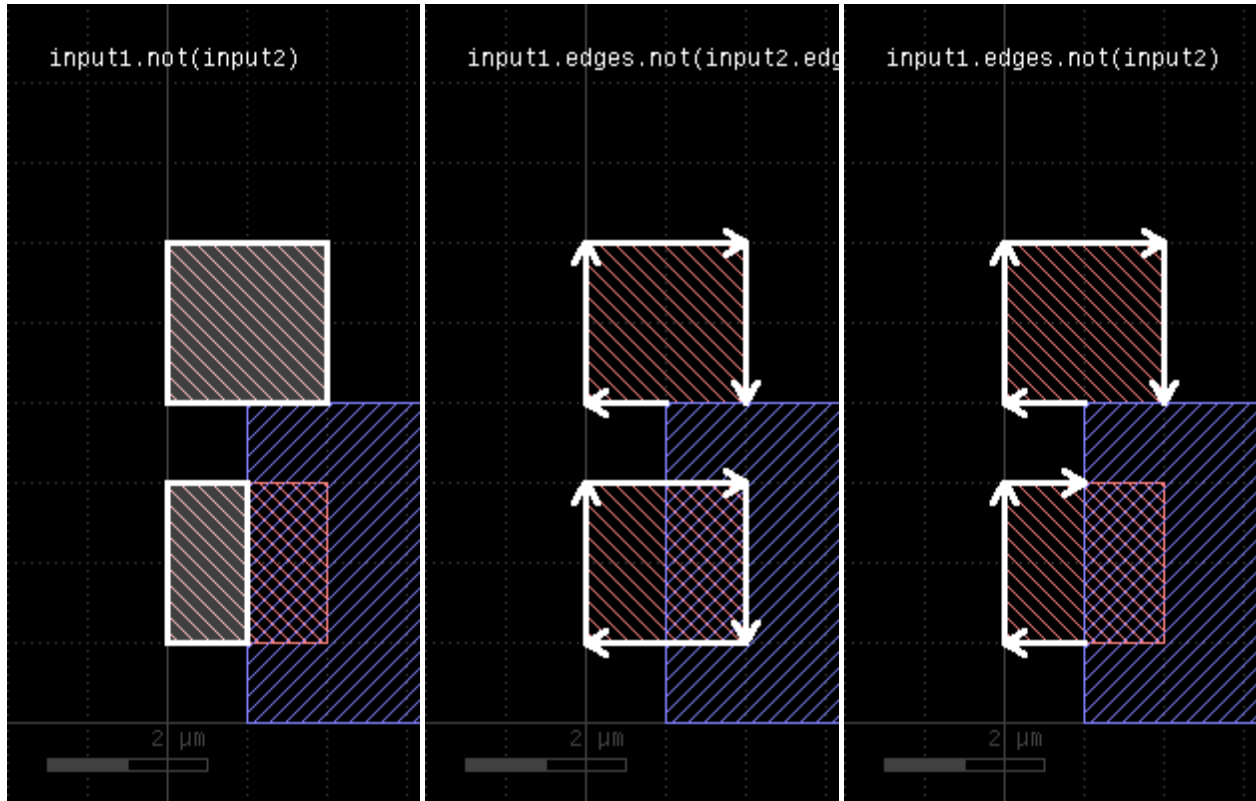 input1.not(input2)
input1.edges.not(input2.edg
input1.edges.not(input2)
2 µm
2 µm
2 µm